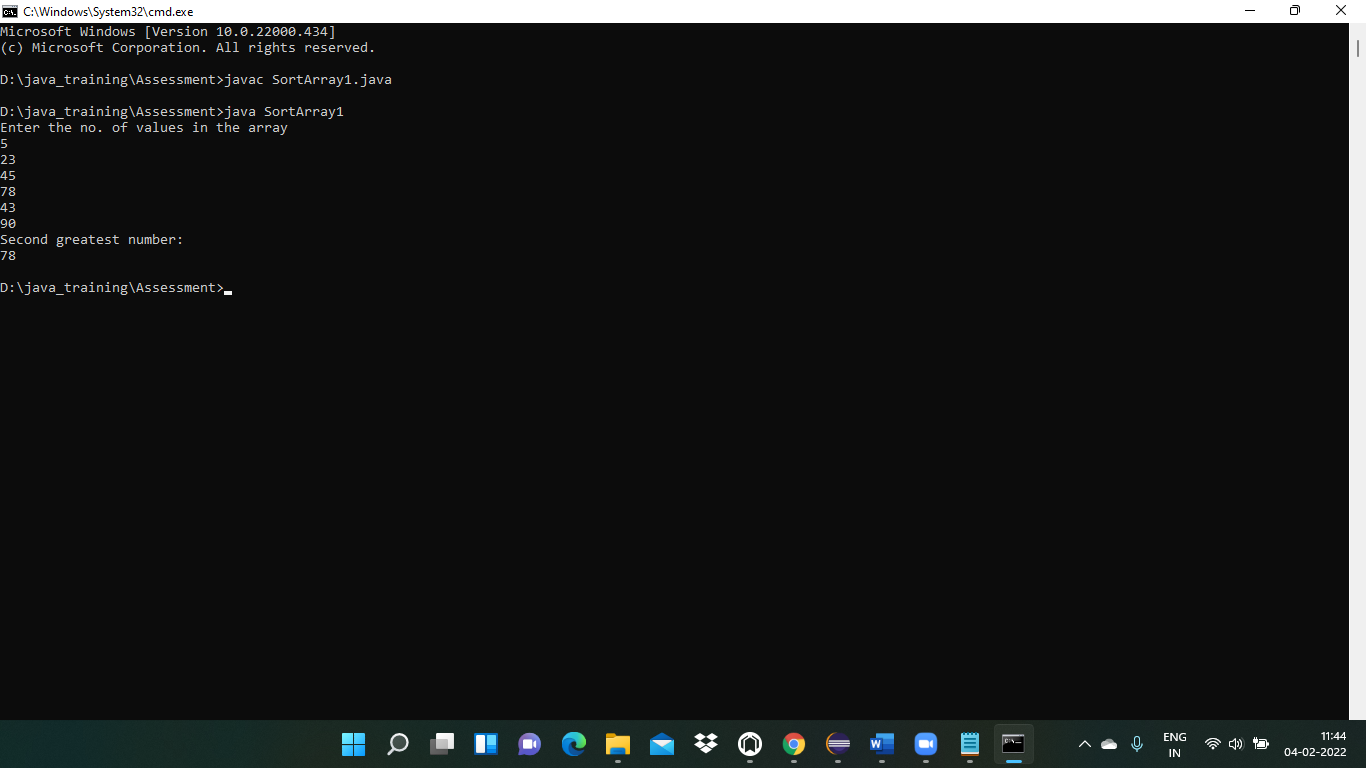 C:\Windows\System32\cmd.exe
Microsoft Windows [Version 10.0.22000.434]
(c) Microsoft Corporation. All rights reserved.
D:\java_training\Assessment>javac SortArray1.java
D:\java_training\Assessment>java SortArray1
Enter the no. of values in the array
5
23
45
78
43
90
Second greatest number:
78
D:\java_training\Assessment>
ENG
IN
11:44
04-02-2022